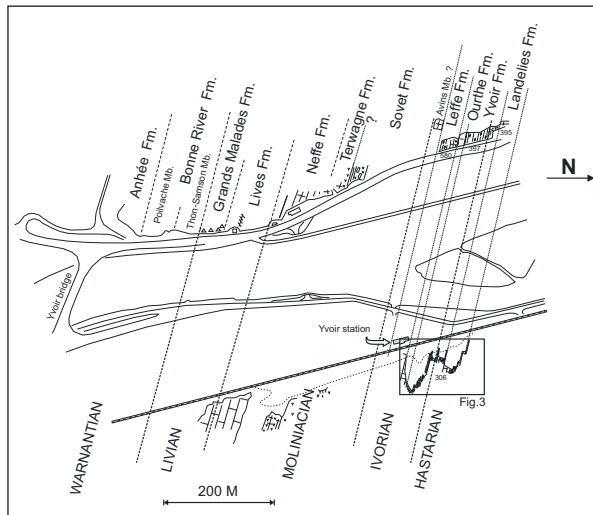 Anhée Fm.
Poilvache Mb.
Bonne River Fm.
Thon-Samson Mb.
Grands Malades Fm.
Lives Fm.
Neffe Fm.
Terwagne Fm.
?
Sovet Fm.
Avins Mb. ?
Leffe Fm.
Ourthe Fm.
Yvoir Fm.
Landelies Fm.
580
397
395
N
Yvoir bridge
Yvoir station
306
Fig.3
WARNANTIAN
LIVIAN
MOLINIACIAN
IVORIAN
HASTARIAN
200 M